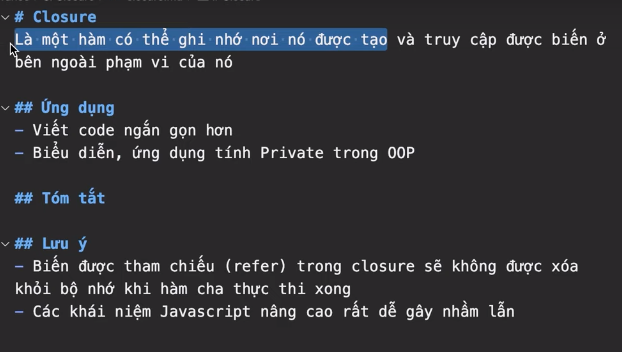 # Closure
Là một hàm có thể ghi nhớ nơi nó được tạo và truy cập được biến ở
bên ngoài phạm vi của nó
## Ứng dụng
- Viết code ngắn gọn hơn
- Biểu diễn, ứng dụng tính Private trong OOP
## Tóm tắt
## Lưu ý
- Biến được tham chiếu (refer) trong closure sẽ không được xóa
khỏi bộ nhớ khi hàm cha thực thi xong
- Các khái niệm Javascript nâng cao rất dễ gây nhầm lẫn